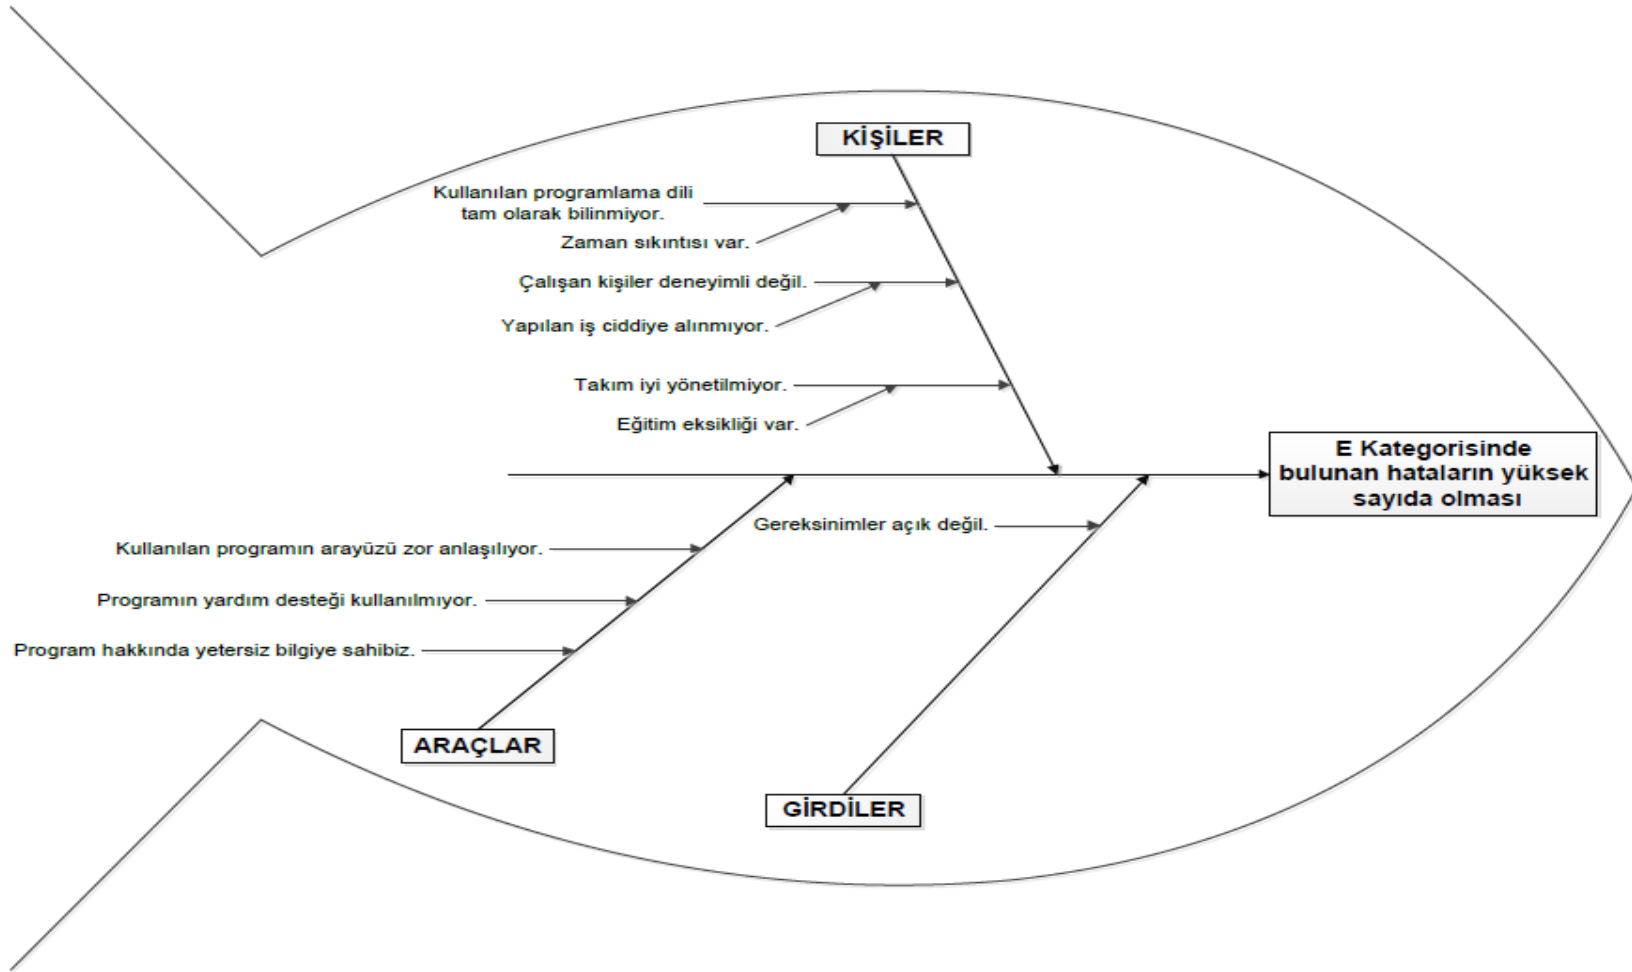 KİŞİLER
Kullanılan programlama dili
tam olarak bilinmiyor.
Zaman sıkıntısı var.
Çalışan kişiler deneyimli değil.
Yapılan iş ciddiye alınmıyor.
Takım iyi yönetilmiyor.
Eğitim eksikliği var.
E Kategorisinde
bulunan hataların yüksek
sayıda olması
Gereksinimler açık değil.
Kullanılan programın arayüzü zor anlaşılıyor.
Programın yardım desteği kullanılmıyor.
Program hakkında yetersiz bilgiye sahibiz.
ARAÇLAR
GİRDİLER